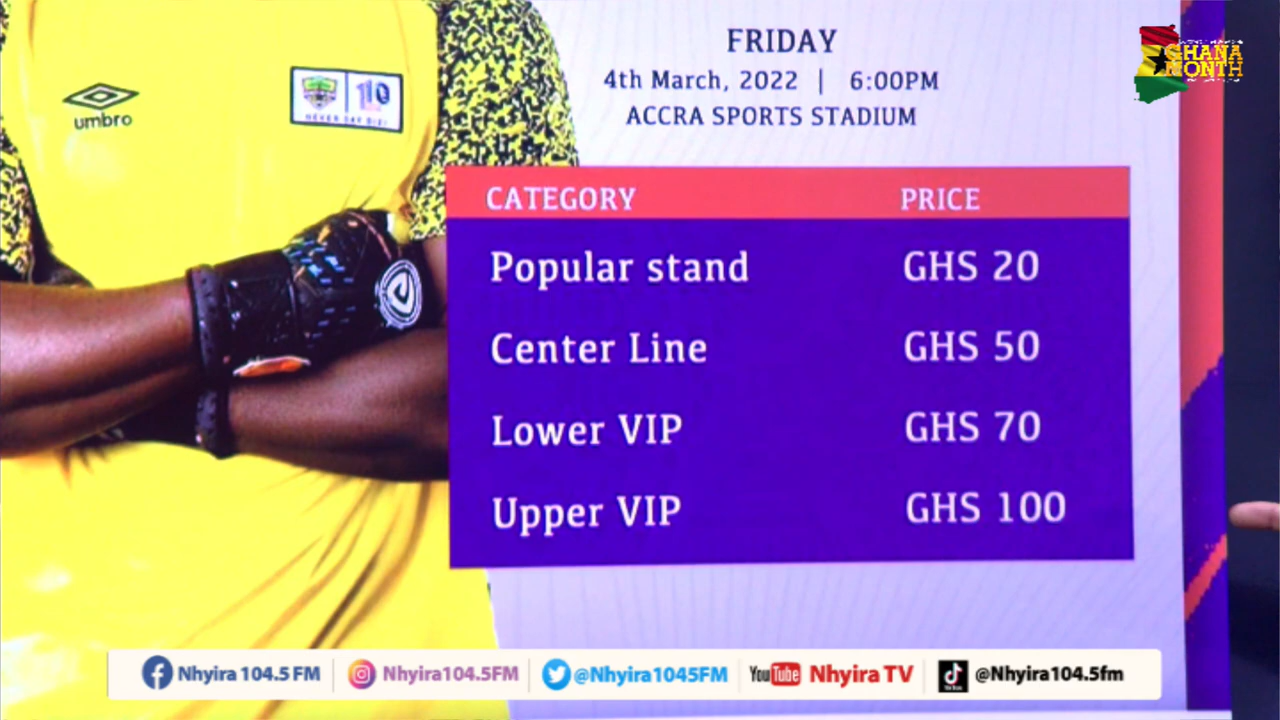 FRIDAY
4th March, 2022 | 6:00PM
ACCRA SPORTS STADIUM
GHANA
MONTH
umbro
110
NEVER SAY DIE!
CATEGORY PRICE
Popular stand GHS 20
Center Line GHS 50
Lower VIP GHS 70
Upper VIP GHS 100
Nhyira 104.5 FM Nhyira104.5FM @Nhyira1045FM YouTube Nhyira TV @Nhyira104.5fm